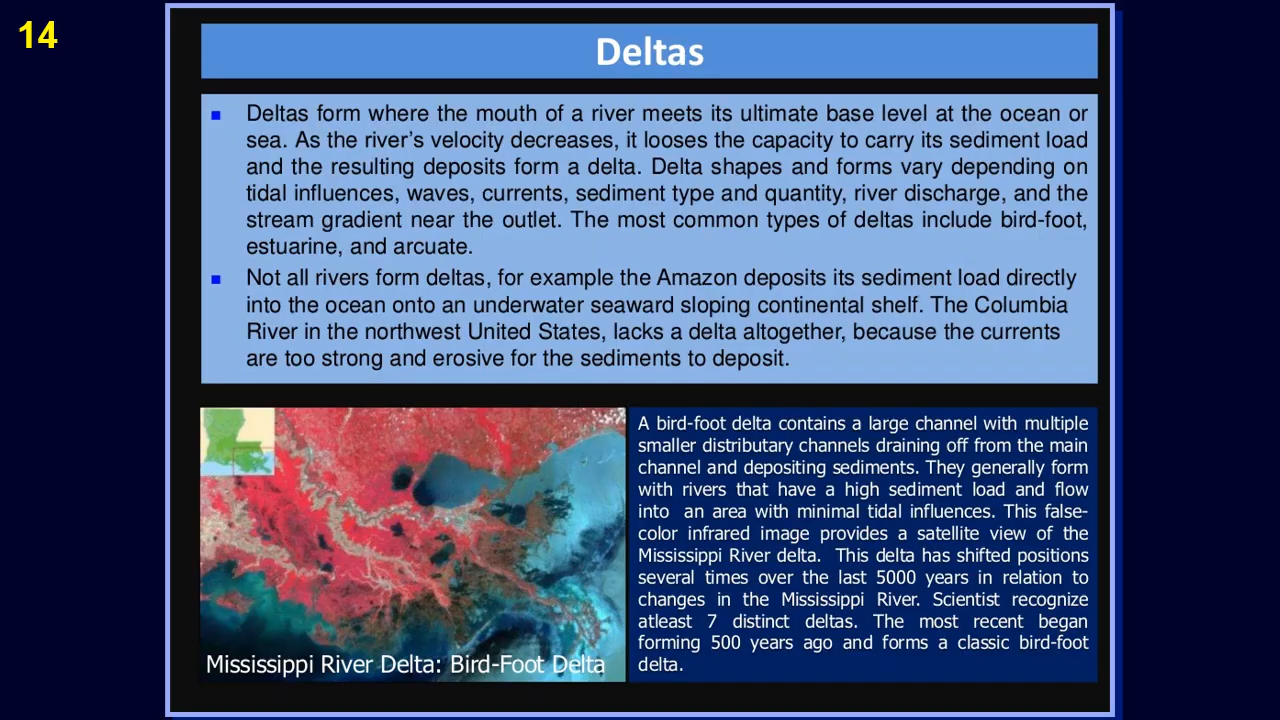 14
Deltas
Deltas form where the mouth of a river meets its ultimate base level at the ocean or
sea. As the river’s velocity decreases, it looses the capacity to carry its sediment load
and the resulting deposits form a delta. Delta shapes and forms vary depending on
tidal influences, waves, currents, sediment type and quantity, river discharge, and the
stream gradient near the outlet. The most common types of deltas include bird-foot,
estuarine, and arcuate.
Not all rivers form deltas, for example the Amazon deposits its sediment load directly
into the ocean onto an underwater seaward sloping continental shelf. The Columbia
River in the northwest United States, lacks a delta altogether, because the currents
are too strong and erosive for the sediments to deposit.
Mississippi River Delta: Bird-Foot Delta
A bird-foot delta contains a large channel with multiple
smaller distributary channels draining off from the main
channel and depositing sediments. They generally form
with rivers that have a high sediment load and flow
into an area with minimal tidal influences. This false-
color infrared image provides a satellite view of the
Mississippi River delta. This delta has shifted positions
several times over the last 5000 years in relation to
changes in the Mississippi River. Scientist recognize
atleast 7 distinct deltas. The most recent began
forming 500 years ago and forms a classic bird-foot
delta.